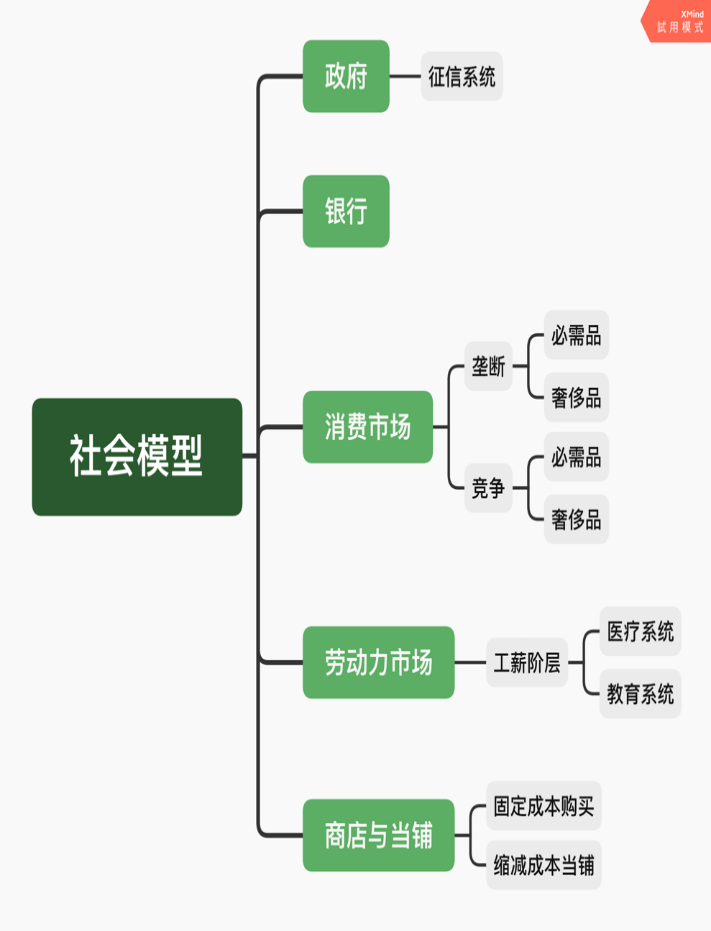 XMind
試用模式
政府
征信系统
银行
必需品
垄断
奢侈品
消费市场
必需品
竞争
奢侈品
社会模型
医疗系统
劳动力市场
工薪阶层
教育系统
固定成本购买
商店与当铺
缩减成本当铺